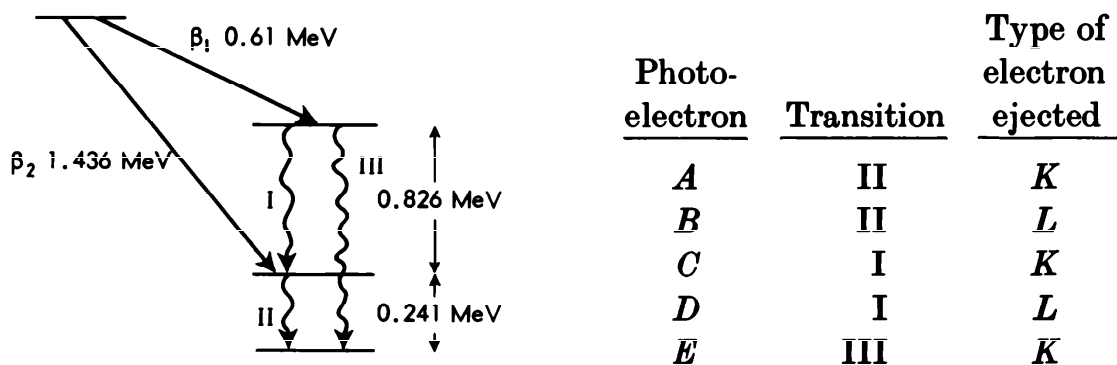 β₁ 0.61 MeV
β₂ 1.436 MeV
I
III
0.826 MeV
II
0.241 MeV
Photo-
electron
Transition
Type of
electron
ejected
A II K
B II L
C I K
D I L
E III K